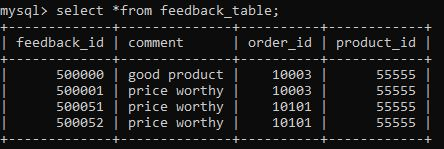 mysql> select *from feedback_table;
+-------------+--------------+----------+------------+
| feedback_id | comment      | order_id | product_id |
+-------------+--------------+----------+------------+
|      500000 | good product |    10003 |      55555 |
|      500001 | price worthy |    10003 |      55555 |
|      500051 | price worthy |    10101 |      55555 |
|      500052 | price worthy |    10101 |      55555 |
+-------------+--------------+----------+------------+